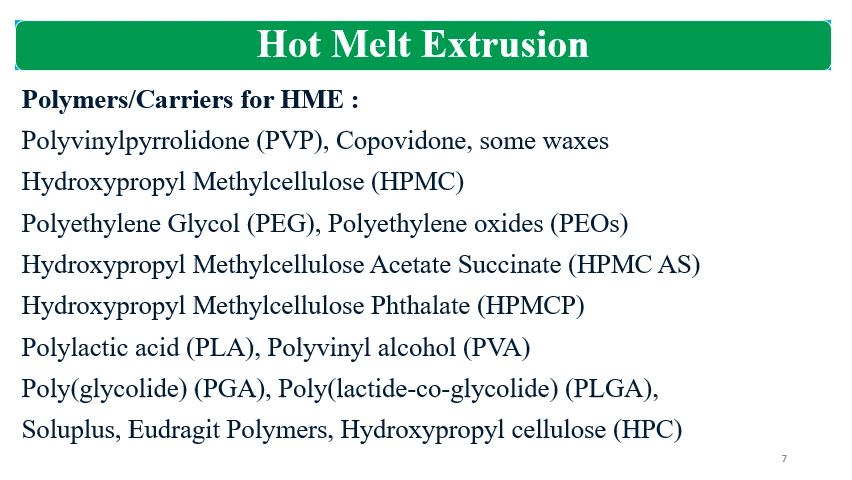 Hot Melt Extrusion
Polymers/Carriers for HME :
Polyvinylpyrrolidone (PVP), Copovidone, some waxes
Hydroxypropyl Methylcellulose (HPMC)
Polyethylene Glycol (PEG), Polyethylene oxides (PEOs)
Hydroxypropyl Methylcellulose Acetate Succinate (HPMC AS)
Hydroxypropyl Methylcellulose Phthalate (HPMCP)
Polylactic acid (PLA), Polyvinyl alcohol (PVA)
Poly(glycolide) (PGA), Poly(lactide-co-glycolide) (PLGA),
Soluplus, Eudragit Polymers, Hydroxypropyl cellulose (HPC)
7